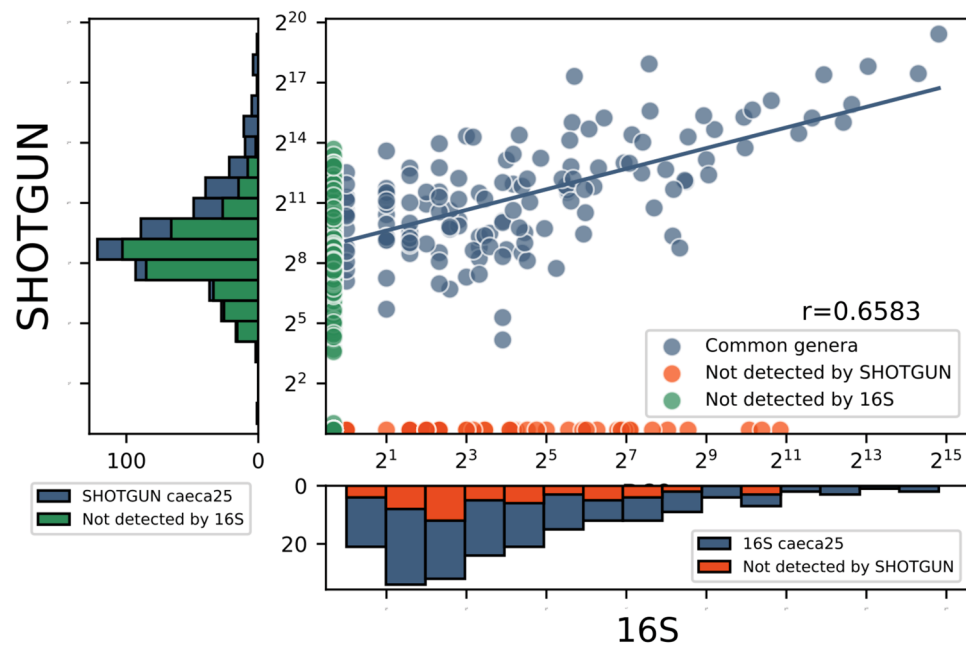 SHOTGUN
2^20
2^17
2^14
2^11
2^8
2^5
2^2
r=0.6583
Common genera
Not detected by SHOTGUN
Not detected by 16S
100
0
2^1
2^3
2^5
2^7
2^9
2^11
2^13
2^15
SHOTGUN caeca25
Not detected by 16S
0
20
16S caeca25
Not detected by SHOTGUN
16S